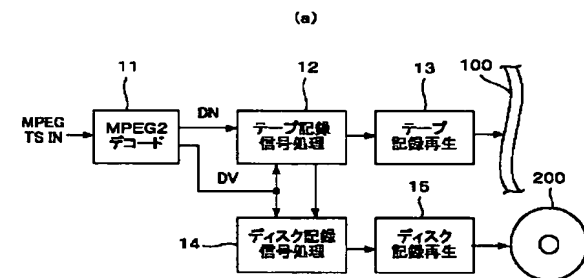 (a)
11
12
13
100
MPEG
TS IN
MPEG2
デコード
DN
テープ記録
信号処理
テープ
記録再生
DV
200
14
ディスク記録
信号処理
15
ディスク
記録再生